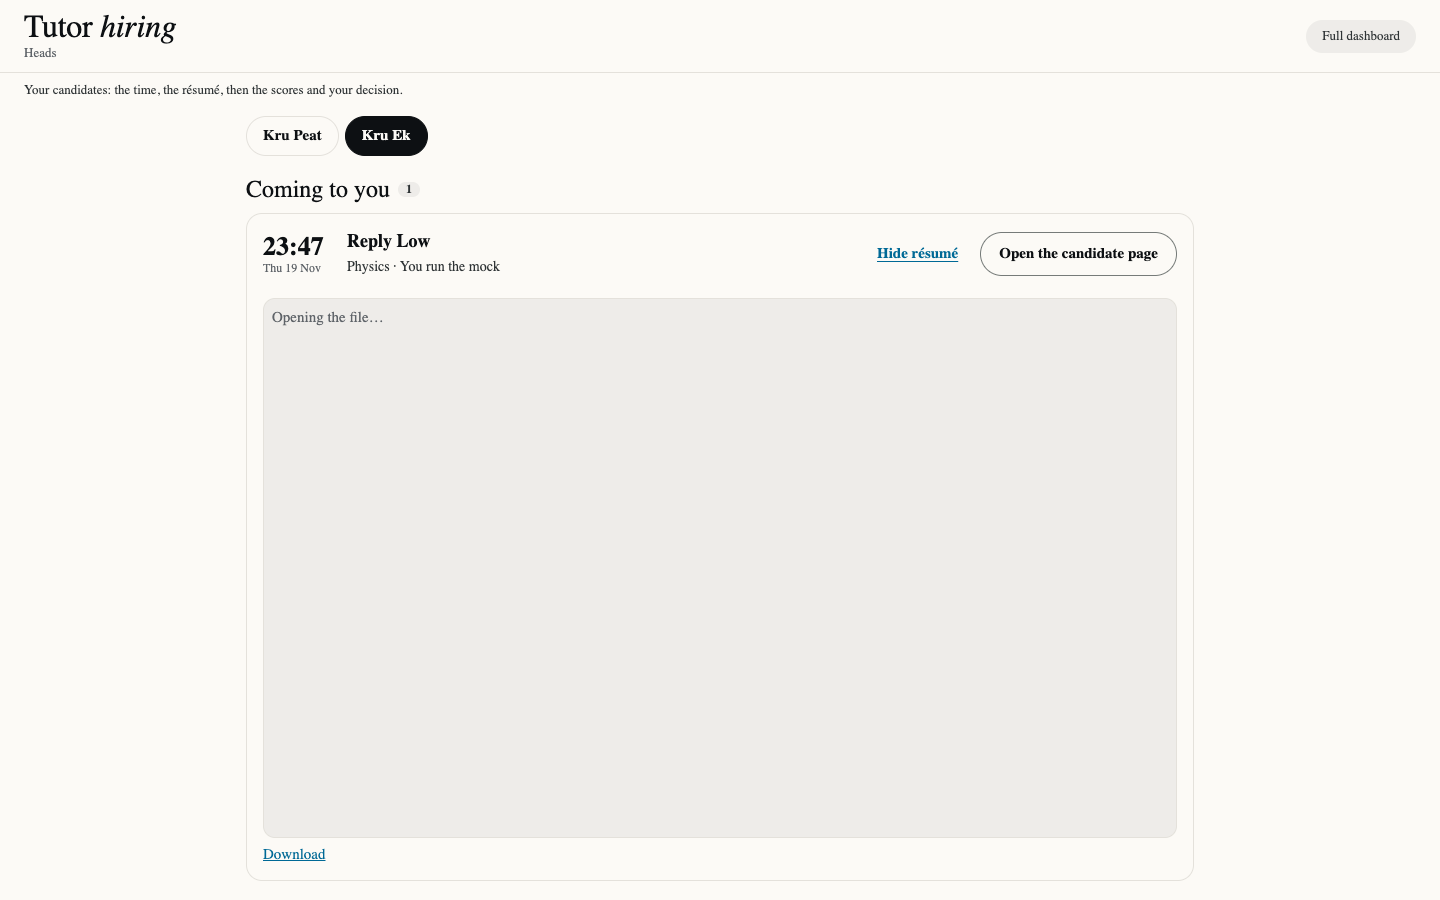 Tutor hiring
Heads
Full dashboard
Your candidates: the time, the résumé, then the scores and your decision.
Kru Peat
Kru Ek
Coming to you 1
23:47
Thu 19 Nov
Reply Low
Physics · You run the mock
Hide résumé
Open the candidate page
Opening the file…
Download